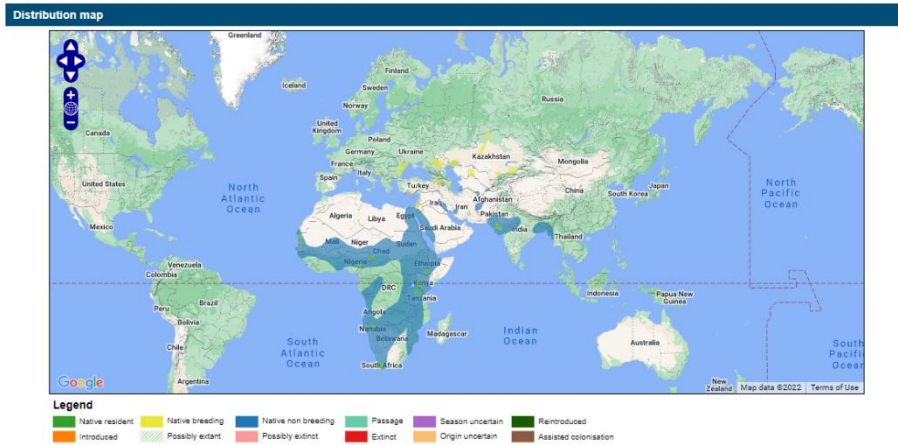 Distribution map
Greenland
Iceland
Finland
Sweden
Norway
Russia
United
Kingdom
Canada
Poland
Germany
Ukraine
Kazakhstan
Mongolia
France
Italy
Spain
Turkey
United States
North
Atlantic
Ocean
Japan
South Korea
China
North
Pacific
Ocean
Afghanistan
Iraq
Iran
Pakistan
Algeria
Libya
Egypt
Saudi Arabia
India
Thailand
Mexico
Mali
Niger
Chad
Sudan
Nigeria
Ethiopia
Venezuela
Colombia
Kenya
DRC
Tanzania
Indonesia
Papua New
Guinea
Peru
Brazil
Angola
Bolivia
Namibia
Botswana
Madagascar
Indian
Ocean
Australia
Chile
South
Atlantic
Ocean
South Africa
South
Pacific
Ocean
Argentina
New
Zealand
Google
Map data ©2022
Terms of Use
Legend
Native resident
Native breeding
Native non breeding
Passage
Season uncertain
Reintroduced
Introduced
Possibly extant
Possibly extinct
Extinct
Origin uncertain
Assisted colonisation